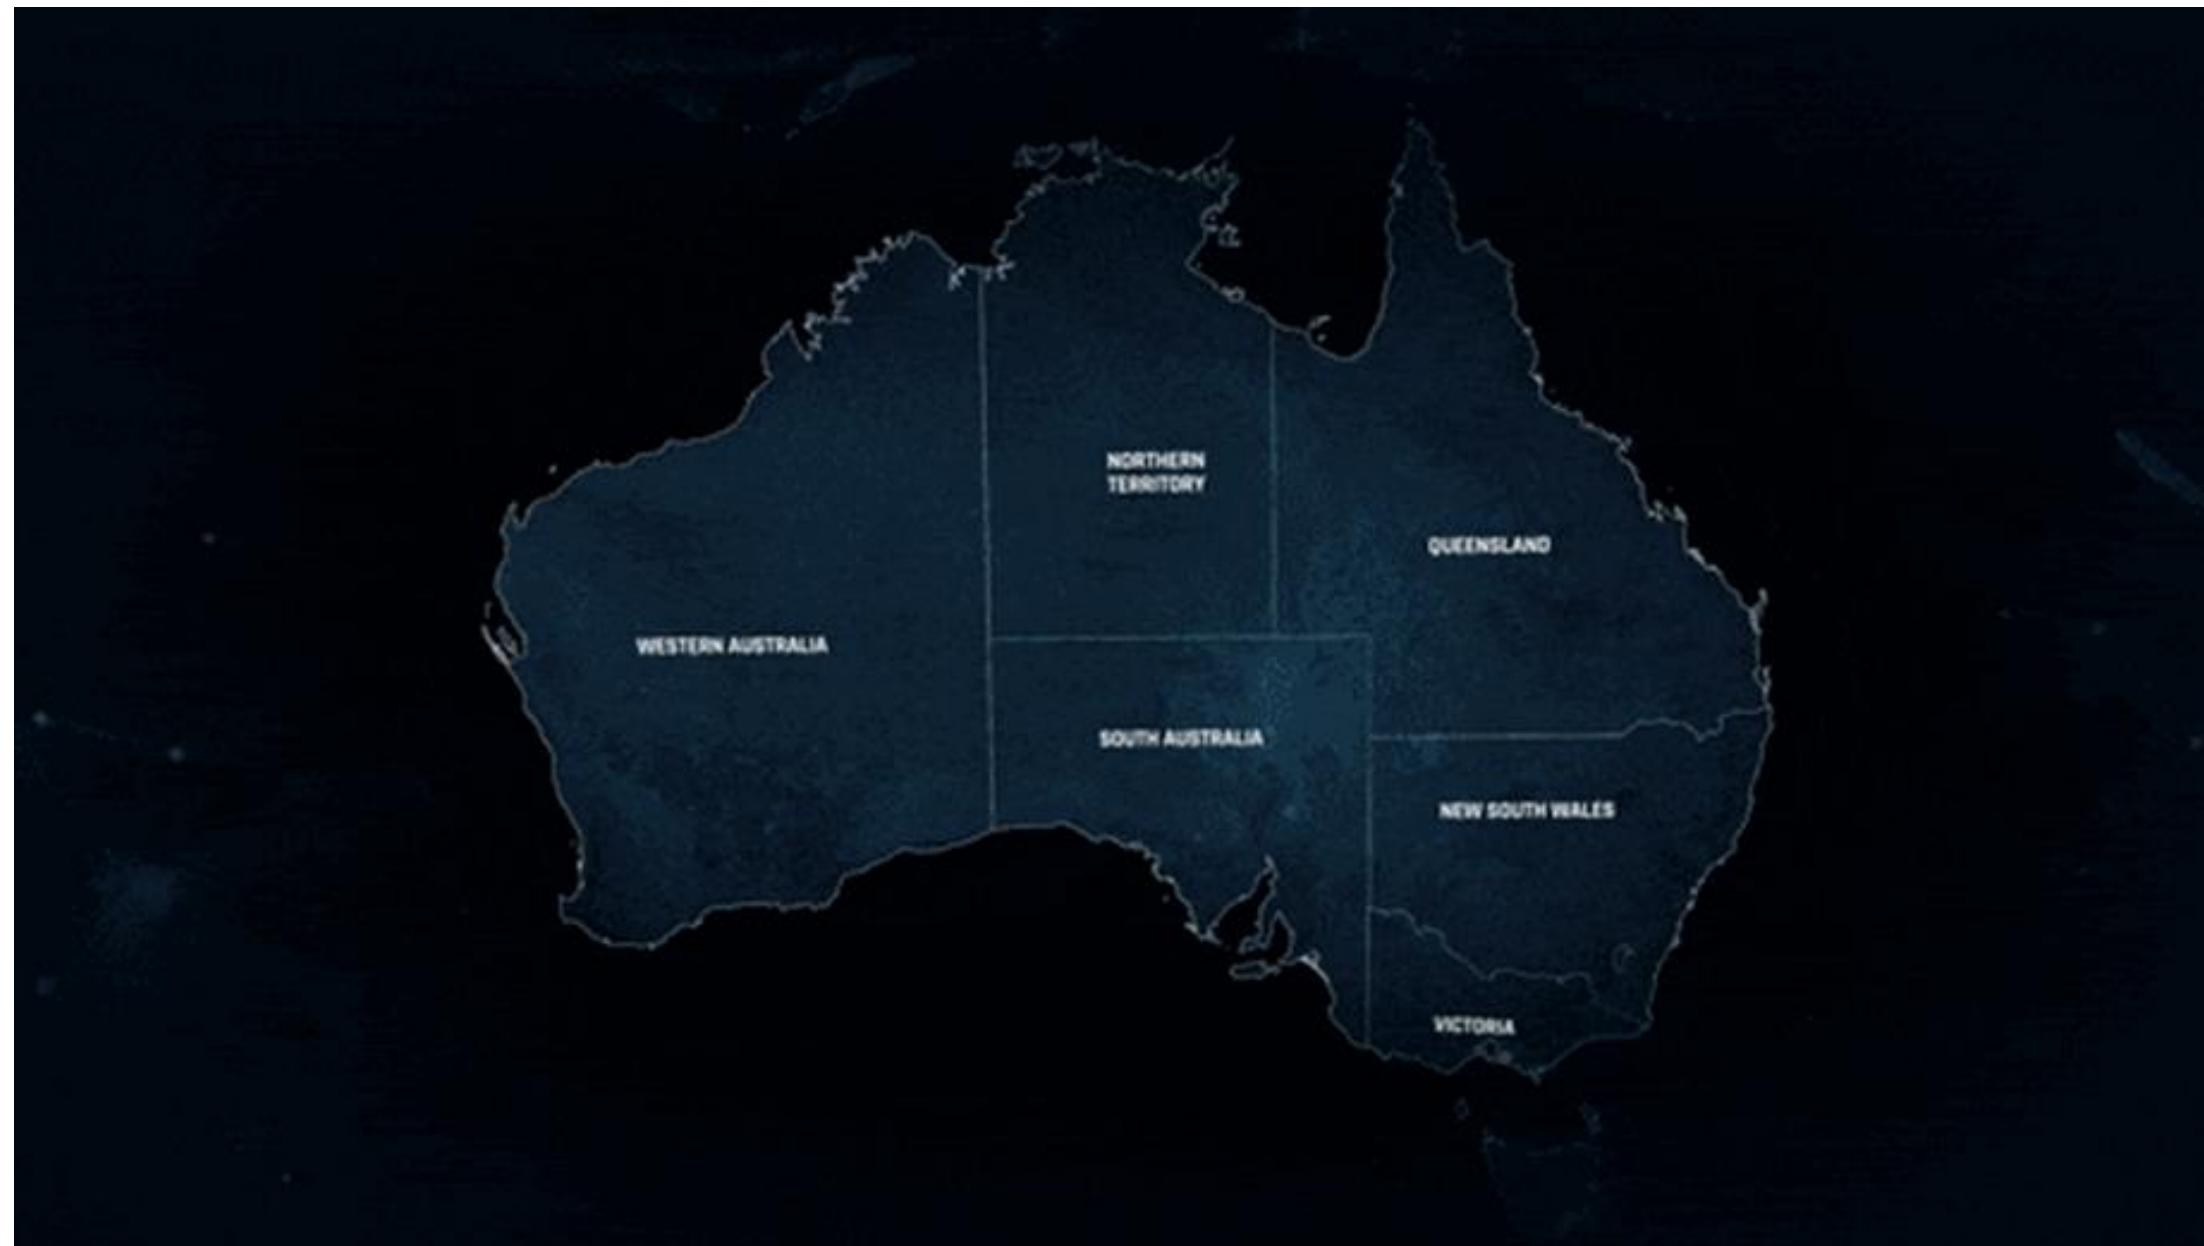 NORTHERN
TERRITORY
QUEENSLAND
WESTERN AUSTRALIA
SOUTH AUSTRALIA
NEW SOUTH WALES
VICTORIA